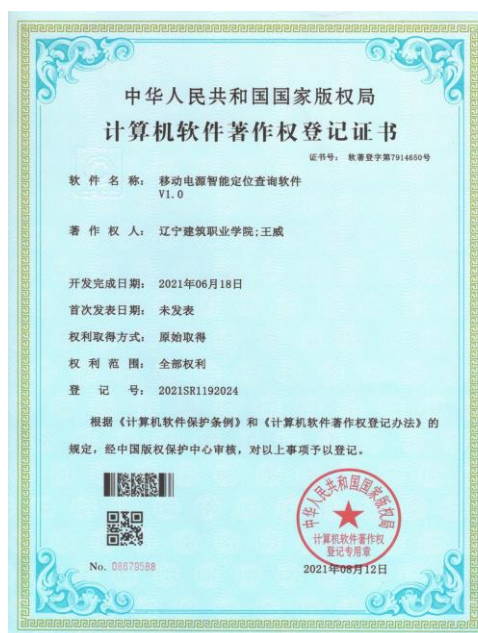 中华人民共和国国家版权局
计算机软件著作权登记证书
证书号： 软著登字第7914650号
软件名称： 移动电源智能定位查询软件
V1.0
著作权人： 辽宁建筑职业学院;王威
开发完成日期： 2021年06月18日
首次发表日期： 未发表
权利取得方式： 原始取得
权利范围： 全部权利
登记号： 2021SR1192024
根据《计算机软件保护条例》和《计算机软件著作权登记办法》的
规定，经中国版权保护中心审核，对以上事项予以登记。
中华人民共和国国家版权局
计算机软件著作权
登记专用章
No. 08679588
2021年08月12日